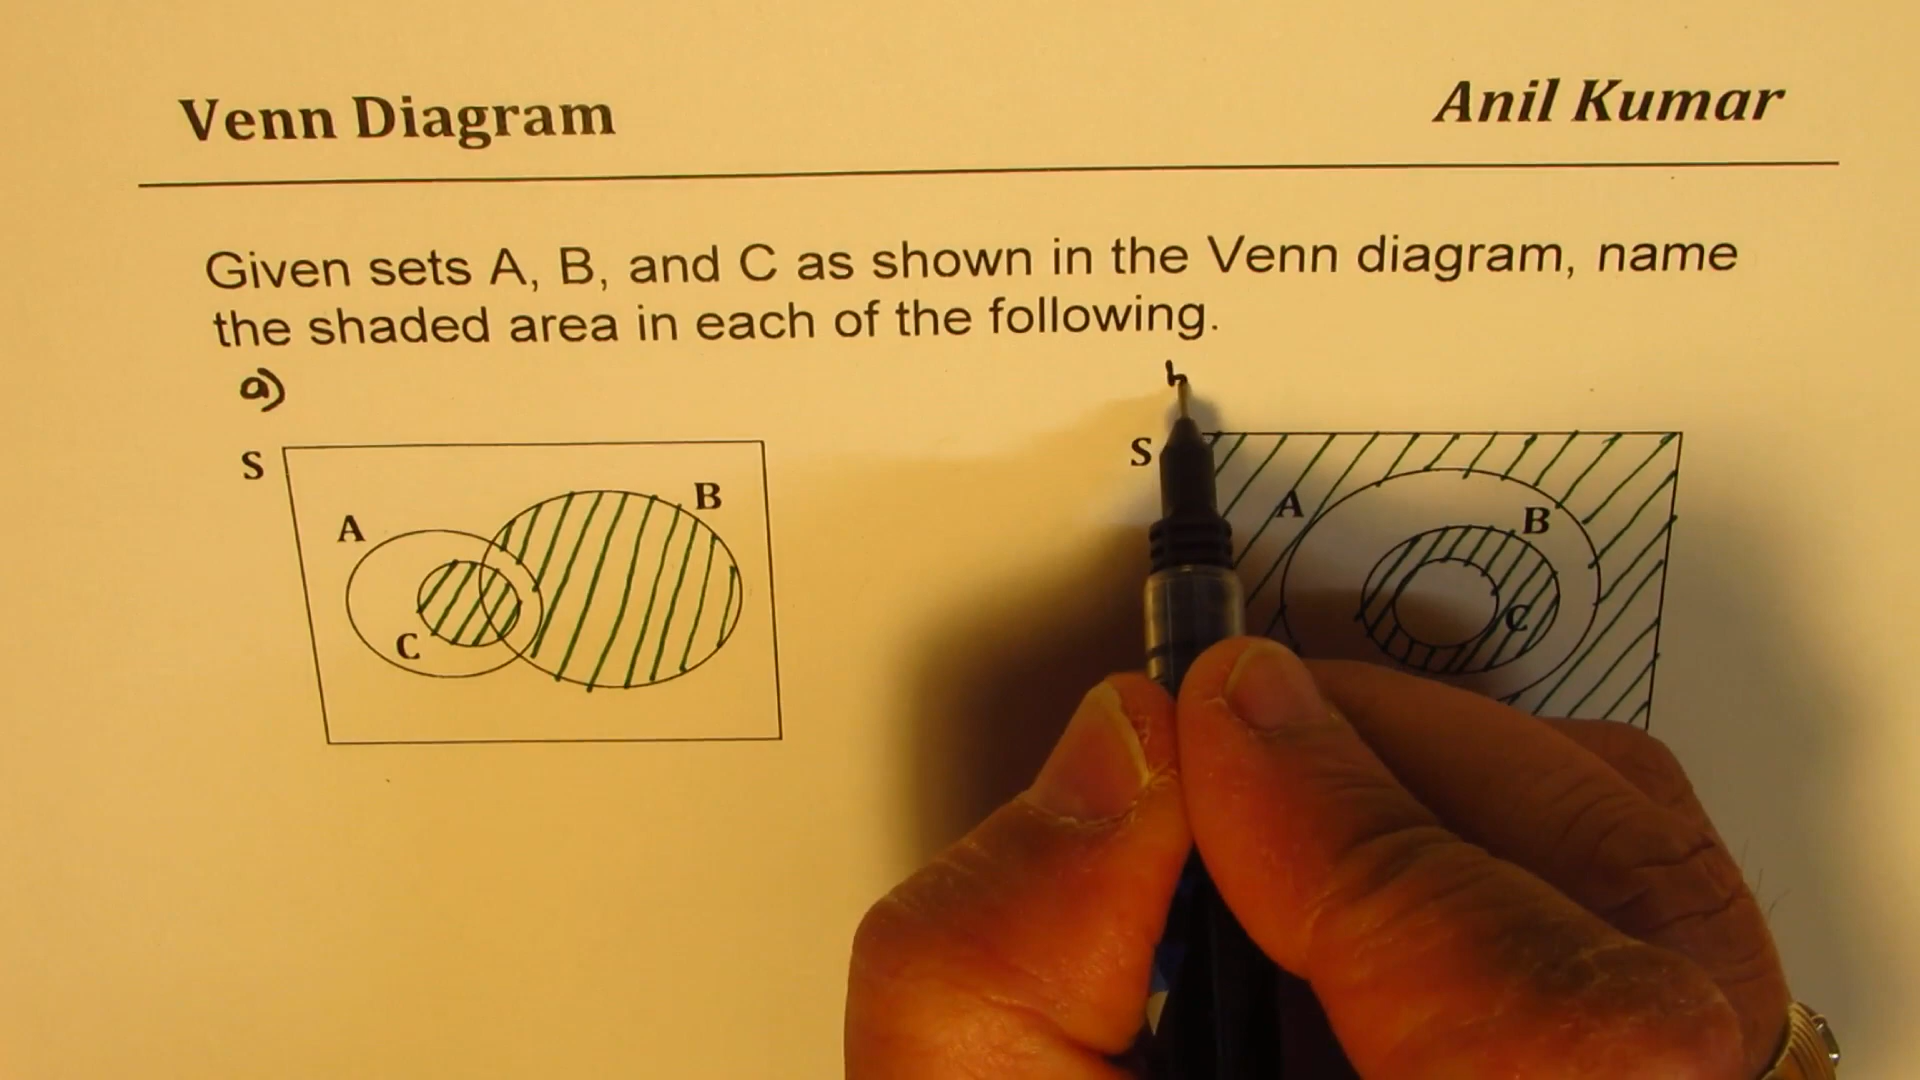 Venn Diagram
Anil Kumar
Given sets A, B, and C as shown in the Venn diagram, name
the shaded area in each of the following.
a)
S
A
B
C
S
A
B
C